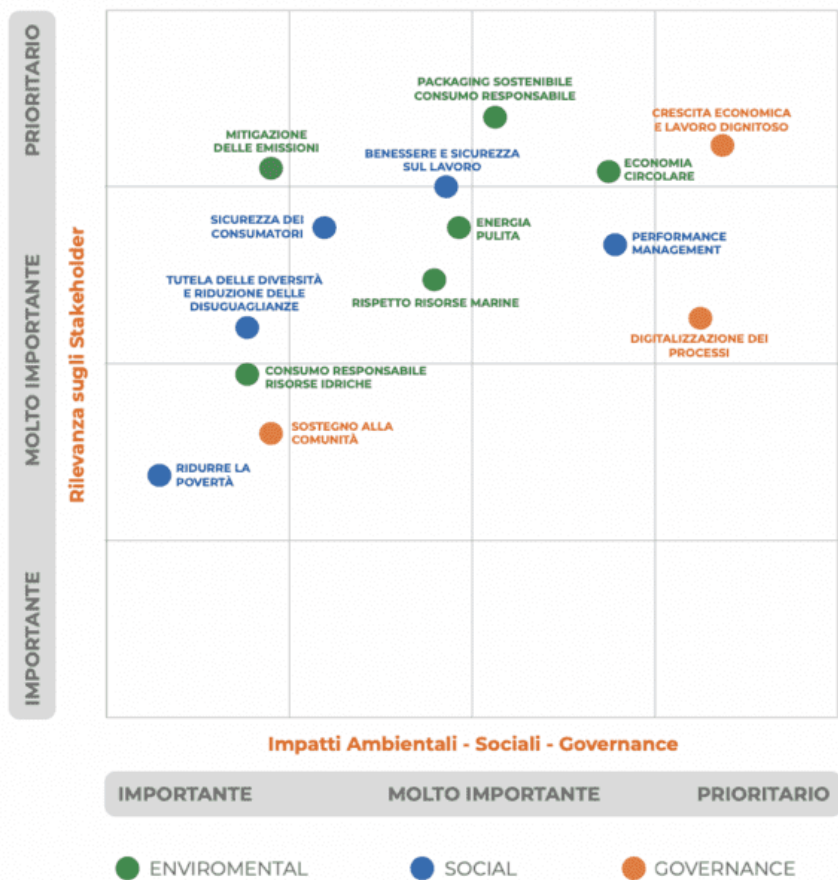 PRIORITARIO
MOLTO IMPORTANTE
IMPORTANTE
Rilevanza sugli Stakeholder
PACKAGING SOSTENIBILE
CONSUMO RESPONSABILE
CRESCITA ECONOMICA
E LAVORO DIGNITOSO
MITIGAZIONE
DELLE EMISSIONI
BENESSERE E SICUREZZA
SUL LAVORO
ECONOMIA
CIRCOLARE
SICUREZZA DEI
CONSUMATORI
ENERGIA
PULITA
PERFORMANCE
MANAGEMENT
TUTELA DELLE DIVERSITÀ
E RIDUZIONE DELLE
DISUGUAGLIANZE
RISPETTO RISORSE MARINE
DIGITALIZZAZIONE DEI
PROCESSI
CONSUMO RESPONSABILE
RISORSE IDRICHE
SOSTEGNO ALLA
COMUNITÀ
RIDURRE LA
POVERTÀ
Impatti Ambientali - Sociali - Governance
IMPORTANTE
MOLTO IMPORTANTE
PRIORITARIO
ENVIROMENTAL
SOCIAL
GOVERNANCE